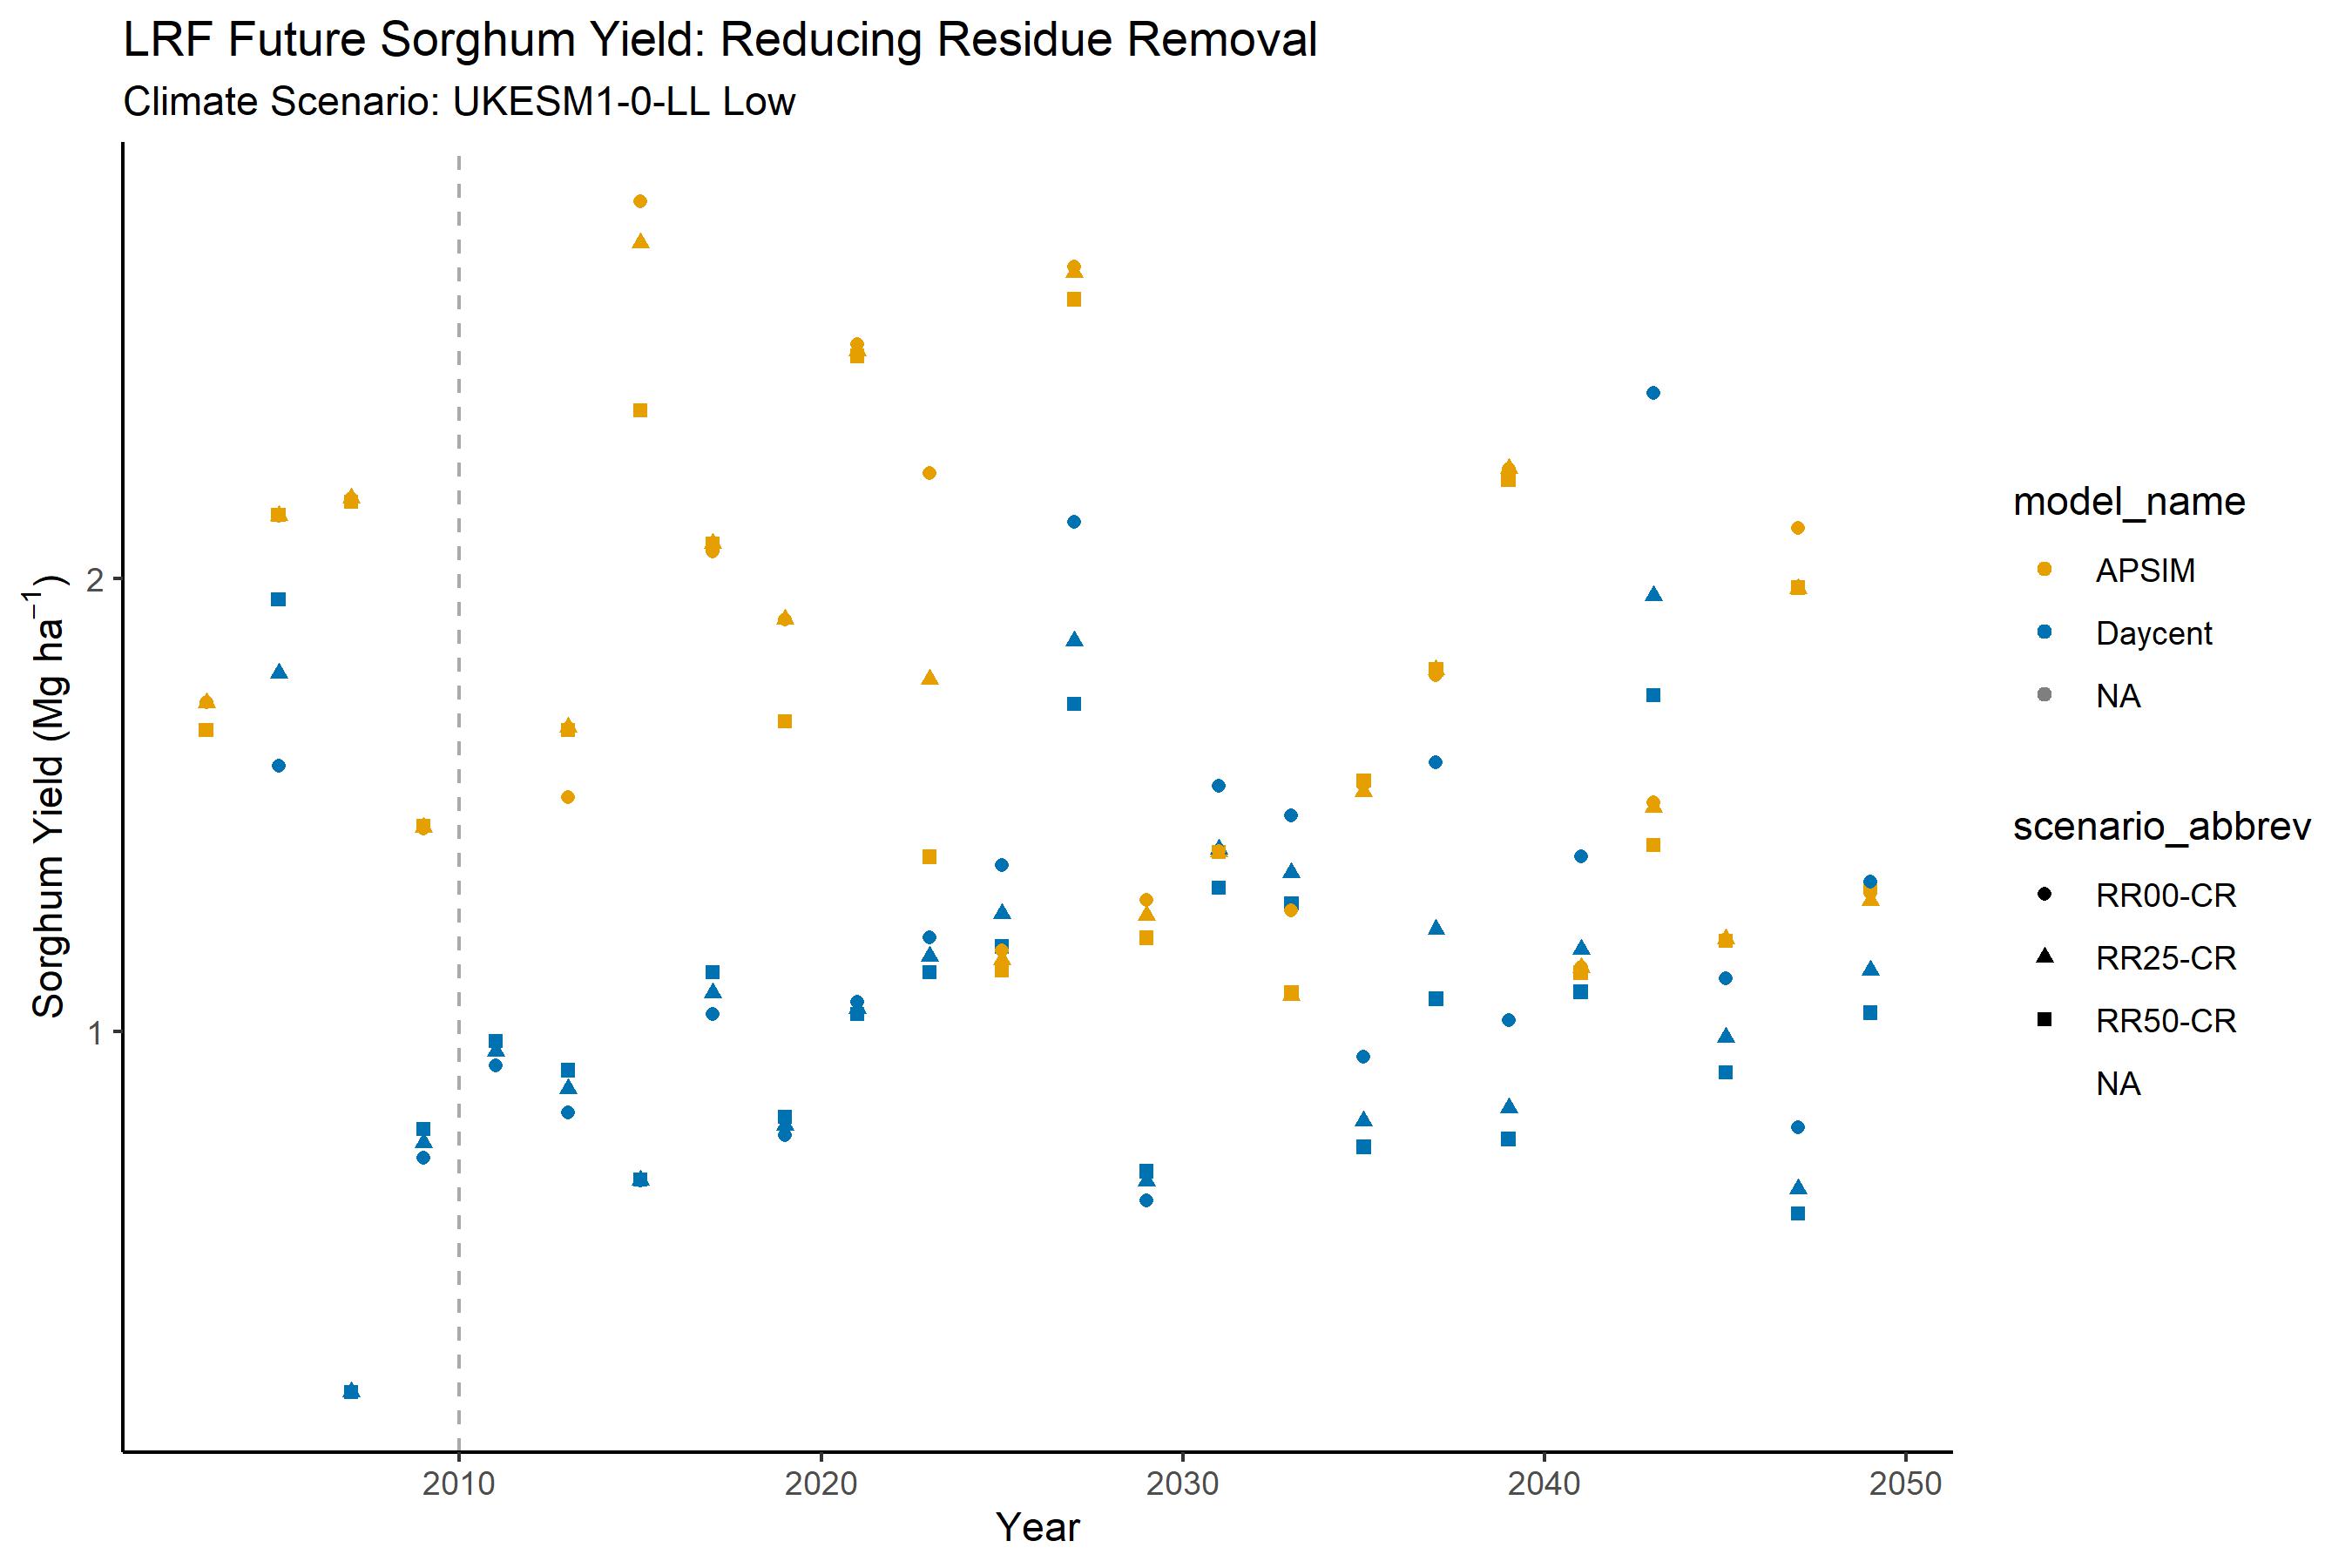 LRF Future Sorghum Yield: Reducing Residue Removal
Climate Scenario: UKESM1-0-LL Low
Sorghum Yield (Mg ha⁻¹)
2
1
2010
2020
2030
2040
2050
Year
model_name
APSIM
Daycent
NA
scenario_abbrev
RR00-CR
RR25-CR
RR50-CR
NA